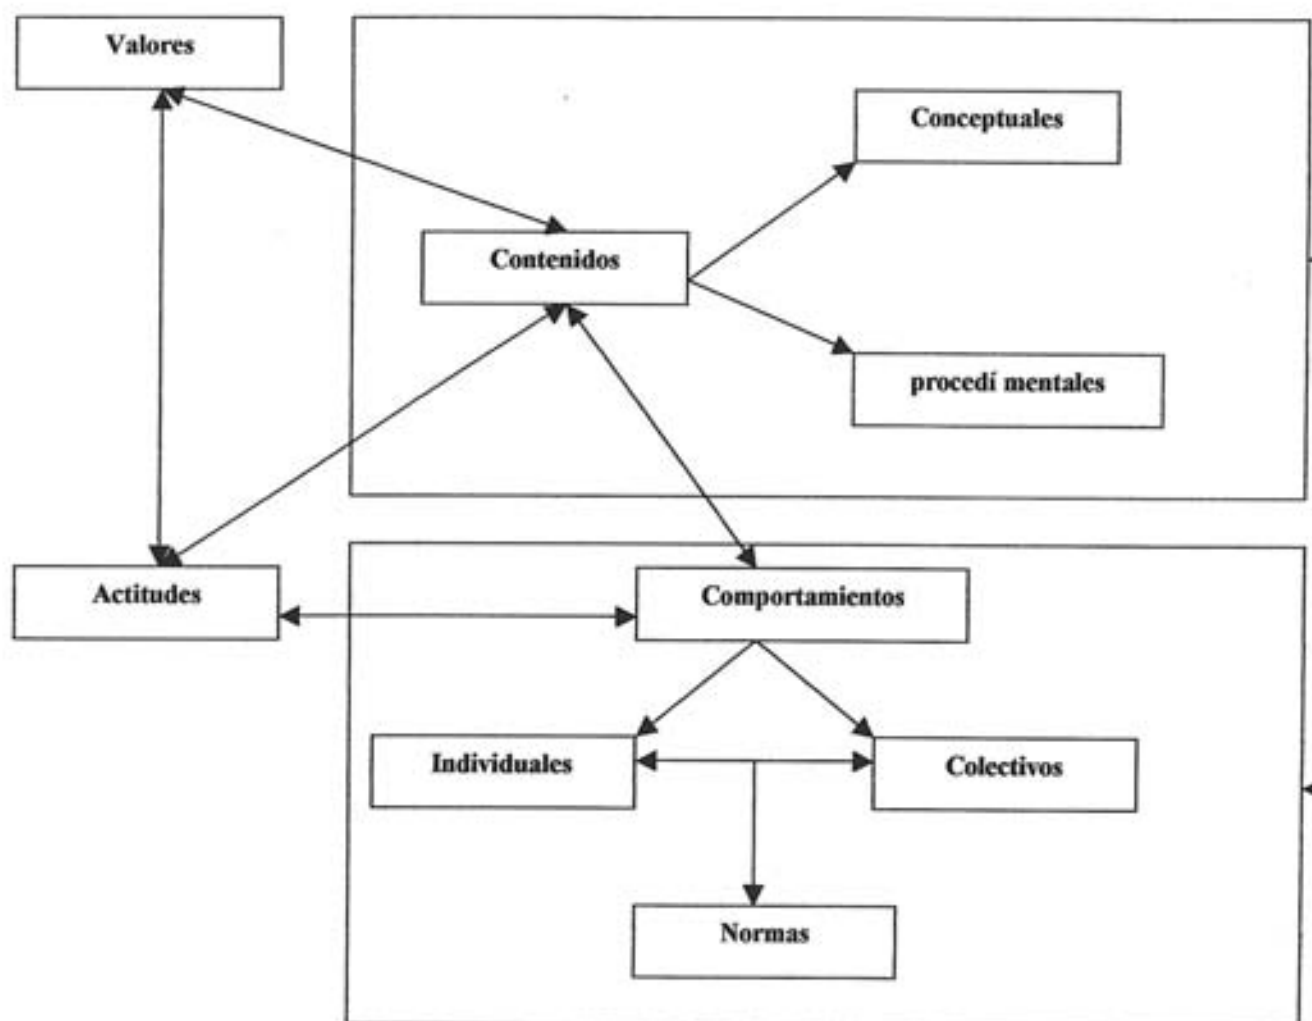 Valores
Conceptuales
Contenidos
procedí mentales
Actitudes
Comportamientos
Individuales
Colectivos
Normas